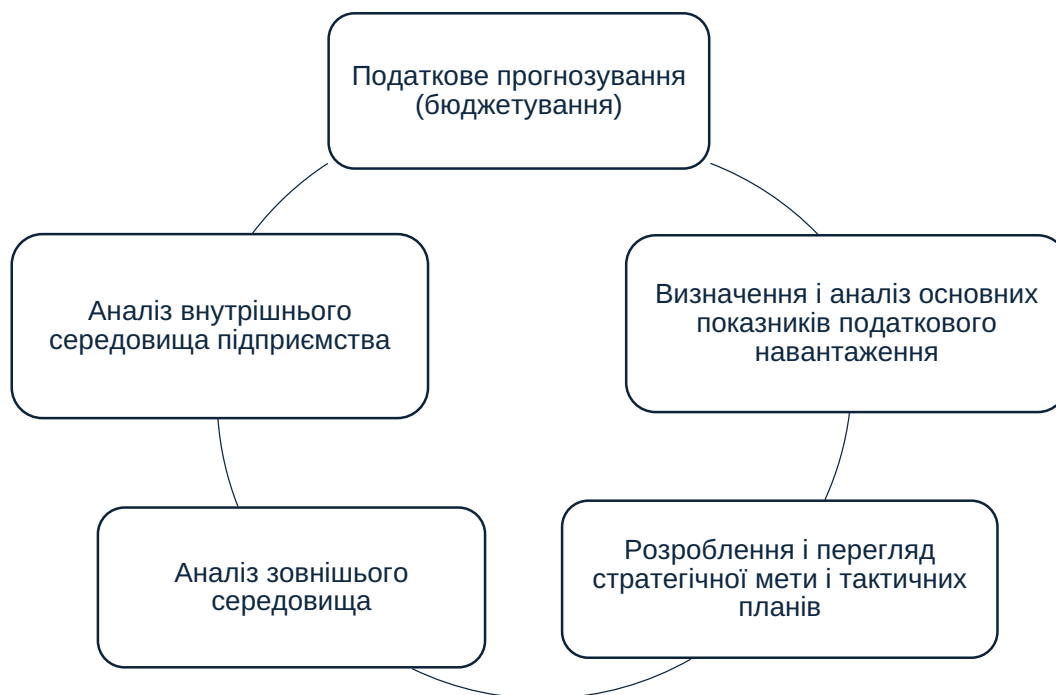 Податкове прогнозування
(бюджетування)
Аналіз внутрішнього
середовища підприємства
Визначення і аналіз основних
показників податкового
навантаження
Аналіз зовнішього
середовища
Розроблення і перегляд
стратегічної мети і тактичних
планів